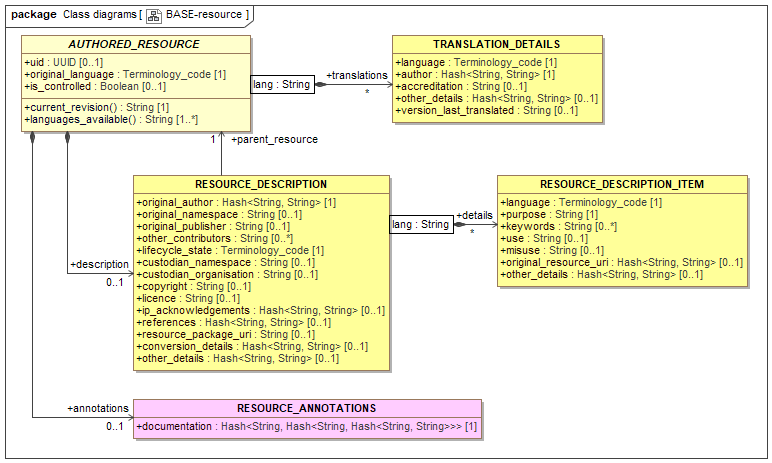 package Class diagrams [ BASE-resource ]
AUTHORED_RESOURCE
+uid : UUID [0..1]
+original_language : Terminology_code [1]
+is_controlled : Boolean [0..1]
+current_revision() : String [1]
+languages_available() : String [1..*]
lang : String
+translations
*
TRANSLATION_DETAILS
+language : Terminology_code [1]
+author : Hash<String, String> [1]
+accreditation : String [0..1]
+other_details : Hash<String, String> [0..1]
+version_last_translated : String [0..1]
1
+parent_resource
RESOURCE_DESCRIPTION
+original_author : Hash<String, String> [1]
+original_namespace : String [0..1]
+original_publisher : String [0..1]
+other_contributors : String [0..*]
+lifecycle_state : Terminology_code [1]
+custodian_namespace : String [0..1]
+custodian_organisation : String [0..1]
+copyright : String [0..1]
+licence : String [0..1]
+ip_acknowledgements : Hash<String, String> [0..1]
+references : Hash<String, String> [0..1]
+resource_package_uri : String [0..1]
+conversion_details : Hash<String, String> [0..1]
+other_details : Hash<String, String> [0..1]
lang : String
+details
*
RESOURCE_DESCRIPTION_ITEM
+language : Terminology_code [1]
+purpose : String [1]
+keywords : String [0..*]
+use : String [0..1]
+misuse : String [0..1]
+original_resource_uri : Hash<String, String> [0..1]
+other_details : Hash<String, String> [0..1]
+description
0..1
+annotations
0..1
RESOURCE_ANNOTATIONS
+documentation : Hash<String, Hash<String, Hash<String, String>>> [1]